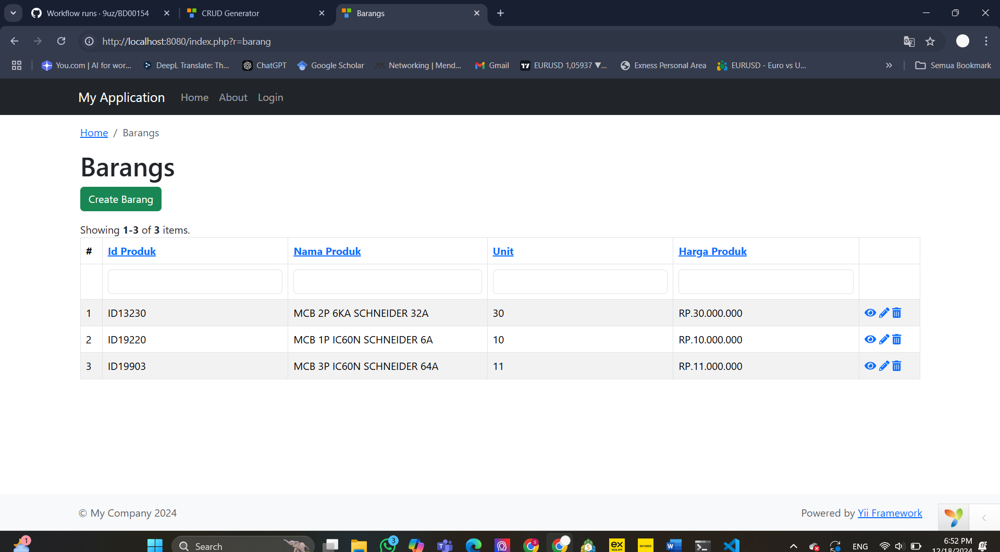 Workflow runs · 9uz/BD00154
CRUD Generator
Barangs
http://localhost:8080/index.php?r=barang
You.com | AI for wor...
DeepL Translate: Th...
ChatGPT
Google Scholar
Networking | Mend...
Gmail
EURUSD 1,05937 ▼...
Exness Personal Area
EURUSD - Euro vs U...
Semua Bookmark
My Application Home About Login
Home / Barangs
Barangs
Create Barang
Showing 1-3 of 3 items.
# Id Produk Nama Produk Unit Harga Produk
1 ID13230 MCB 2P 6KA SCHNEIDER 32A 30 RP.30.000.000
2 ID19220 MCB 1P IC60N SCHNEIDER 6A 10 RP.10.000.000
3 ID19903 MCB 3P IC60N SCHNEIDER 64A 11 RP.11.000.000
© My Company 2024
Powered by Yii Framework
1
Search
3
ENG
6:52 PM
12/18/2024